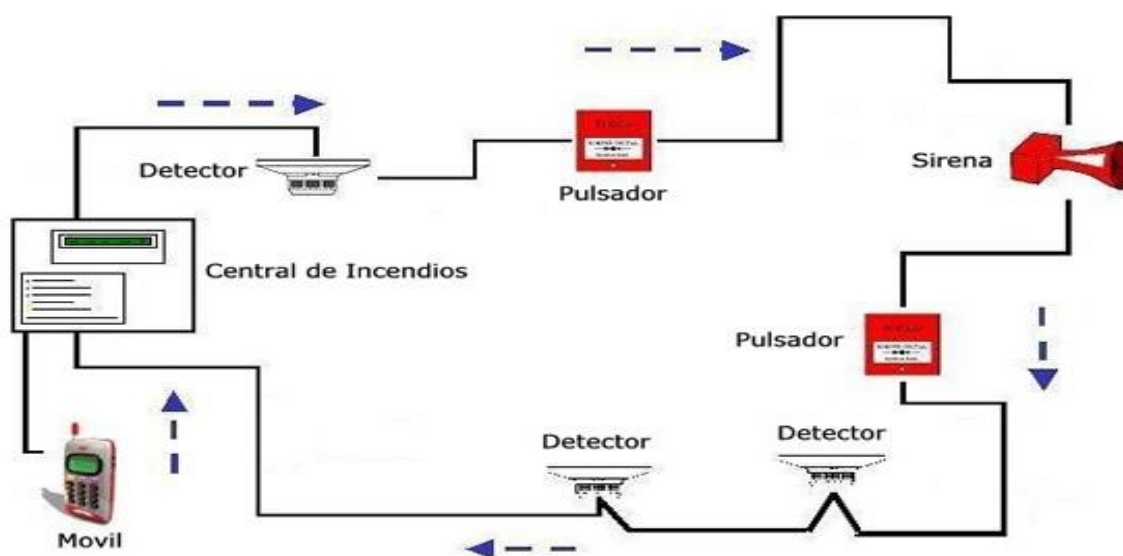 Detector
Pulsador
Sirena
Central de Incendios
Pulsador
Detector
Detector
Movil